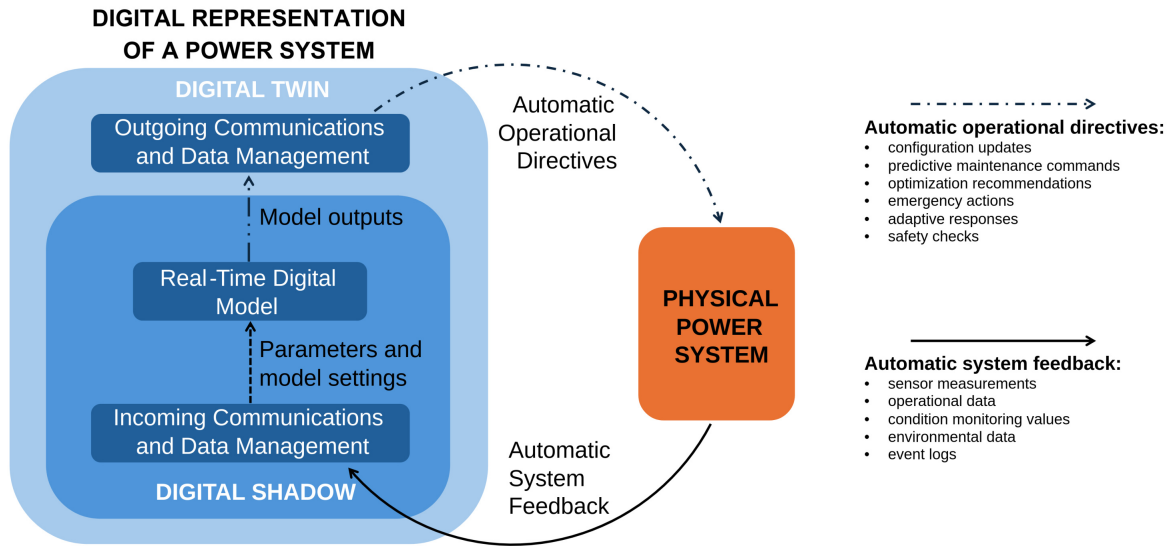 DIGITAL REPRESENTATION
OF A POWER SYSTEM
DIGITAL TWIN
Outgoing Communications
and Data Management
Model outputs
Real-Time Digital
Model
Parameters and
model settings
Incoming Communications
and Data Management
DIGITAL SHADOW
Automatic
Operational
Directives
PHYSICAL
POWER
SYSTEM
Automatic
System
Feedback
Automatic operational directives:
• configuration updates
• predictive maintenance commands
• optimization recommendations
• emergency actions
• adaptive responses
• safety checks
Automatic system feedback:
• sensor measurements
• operational data
• condition monitoring values
• environmental data
• event logs